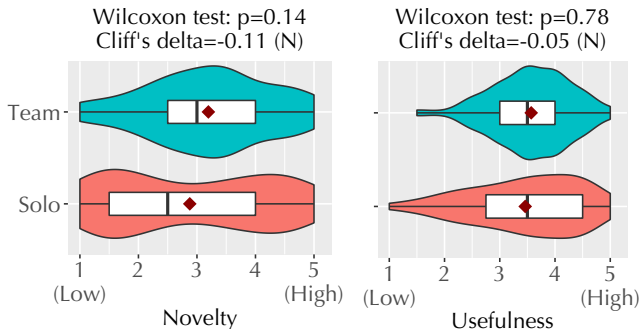 Wilcoxon test: p=0.14
Cliff's delta=-0.11 (N)
Team
Solo
1 2 3 4 5
(Low) (High)
Novelty
Wilcoxon test: p=0.78
Cliff's delta=-0.05 (N)
1 2 3 4 5
(Low) (High)
Usefulness